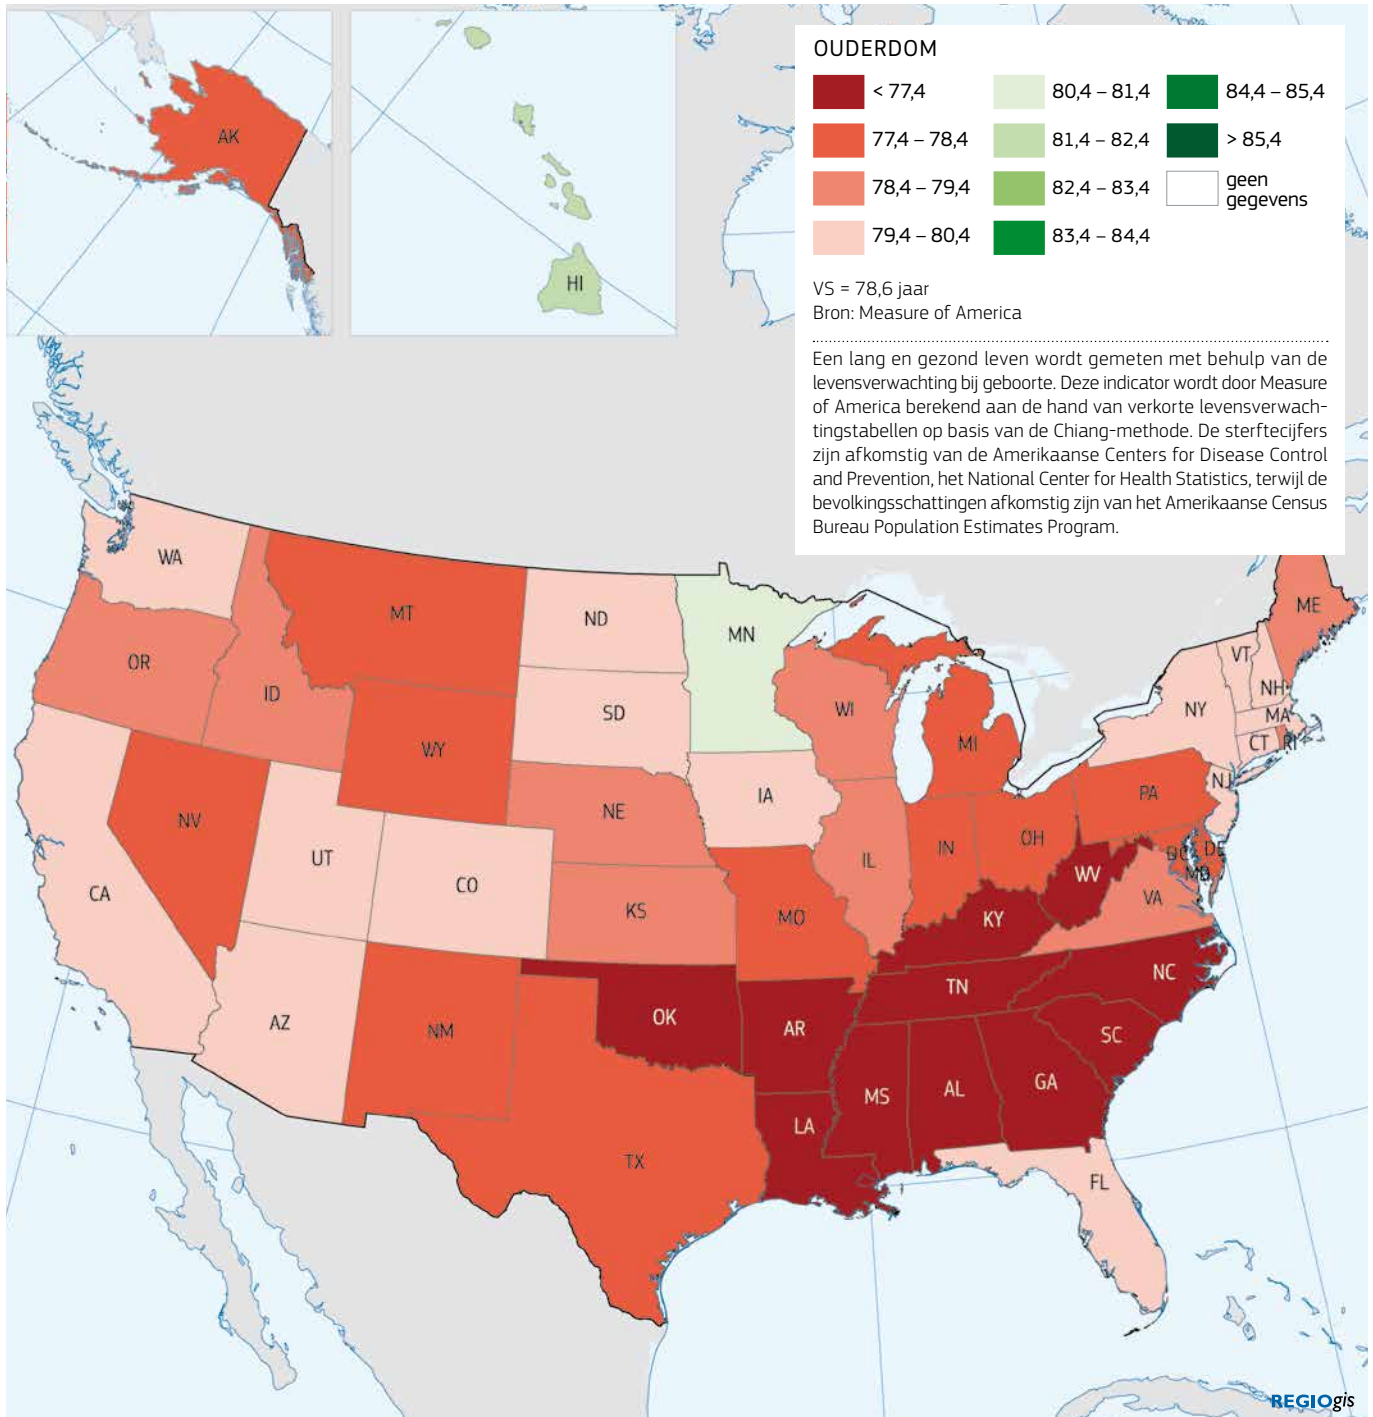 OUDERDOM
< 77,4
77,4 – 78,4
78,4 – 79,4
79,4 – 80,4
80,4 – 81,4
81,4 – 82,4
82,4 – 83,4
83,4 – 84,4
84,4 – 85,4
> 85,4
geen
gegevens
VS = 78,6 jaar
Bron: Measure of America
Een lang en gezond leven wordt gemeten met behulp van de
levensverwachting bij geboorte. Deze indicator wordt door Measure
of America berekend aan de hand van verkorte levensverwach-
tingstabellen op basis van de Chiang-methode. De sterftecijfers
zijn afkomstig van de Amerikaanse Centers for Disease Control
and Prevention, het National Center for Health Statistics, terwijl de
bevolkingsschattingen afkomstig zijn van het Amerikaanse Census
Bureau Population Estimates Program.
AK
HI
WA
MT
ND
MN
ME
OR
ID
SD
WI
VT
NH
NY
MA
WY
MI
CT
RI
NV
NE
IA
NJ
PA
UT
CO
IL
IN
OH
DC
DE
MD
CA
KS
MO
WV
VA
KY
AZ
NM
OK
AR
TN
NC
SC
MS
AL
GA
LA
TX
FL
REGIOgis